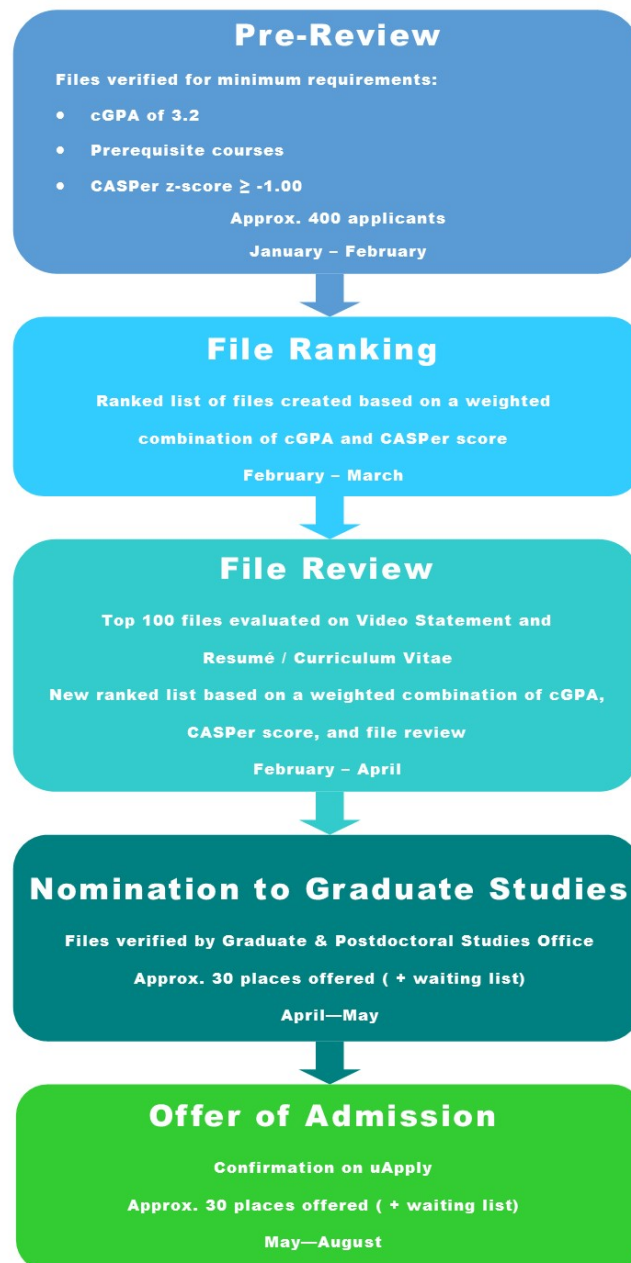 Pre-Review
Files verified for minimum requirements:
• cGPA of 3.2
• Prerequisite courses
• CASPer z-score ≥ -1.00
Approx. 400 applicants
January – February
File Ranking
Ranked list of files created based on a weighted
combination of cGPA and CASPer score
February – March
File Review
Top 100 files evaluated on Video Statement and
Resumé / Curriculum Vitae
New ranked list based on a weighted combination of cGPA,
CASPer score, and file review
February – April
Nomination to Graduate Studies
Files verified by Graduate & Postdoctoral Studies Office
Approx. 30 places offered ( + waiting list)
April—May
Offer of Admission
Confirmation on uApply
Approx. 30 places offered ( + waiting list)
May—August